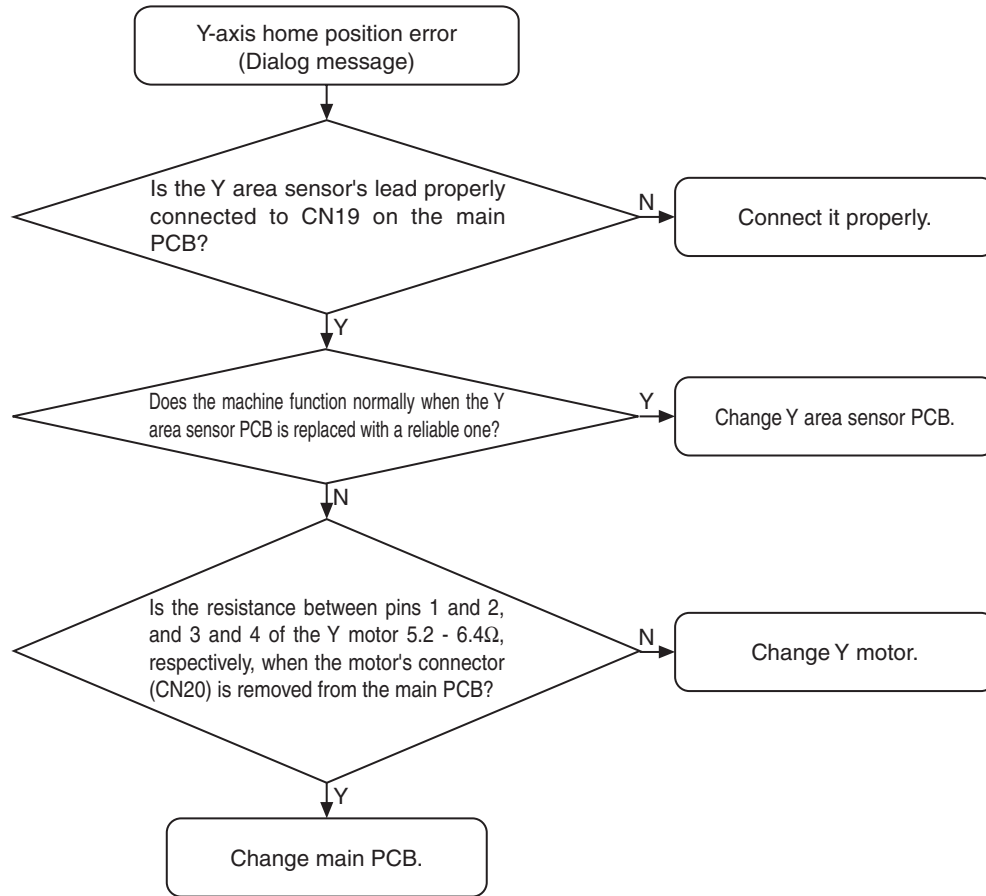 Y-axis home position error
(Dialog message)
Is the Y area sensor's lead properly
connected to CN19 on the main
PCB?
N
Connect it properly.
Y
Does the machine function normally when the Y
area sensor PCB is replaced with a reliable one?
Y
Change Y area sensor PCB.
N
Is the resistance between pins 1 and 2,
and 3 and 4 of the Y motor 5.2 - 6.4Ω,
respectively, when the motor's connector
(CN20) is removed from the main PCB?
N
Change Y motor.
Y
Change main PCB.